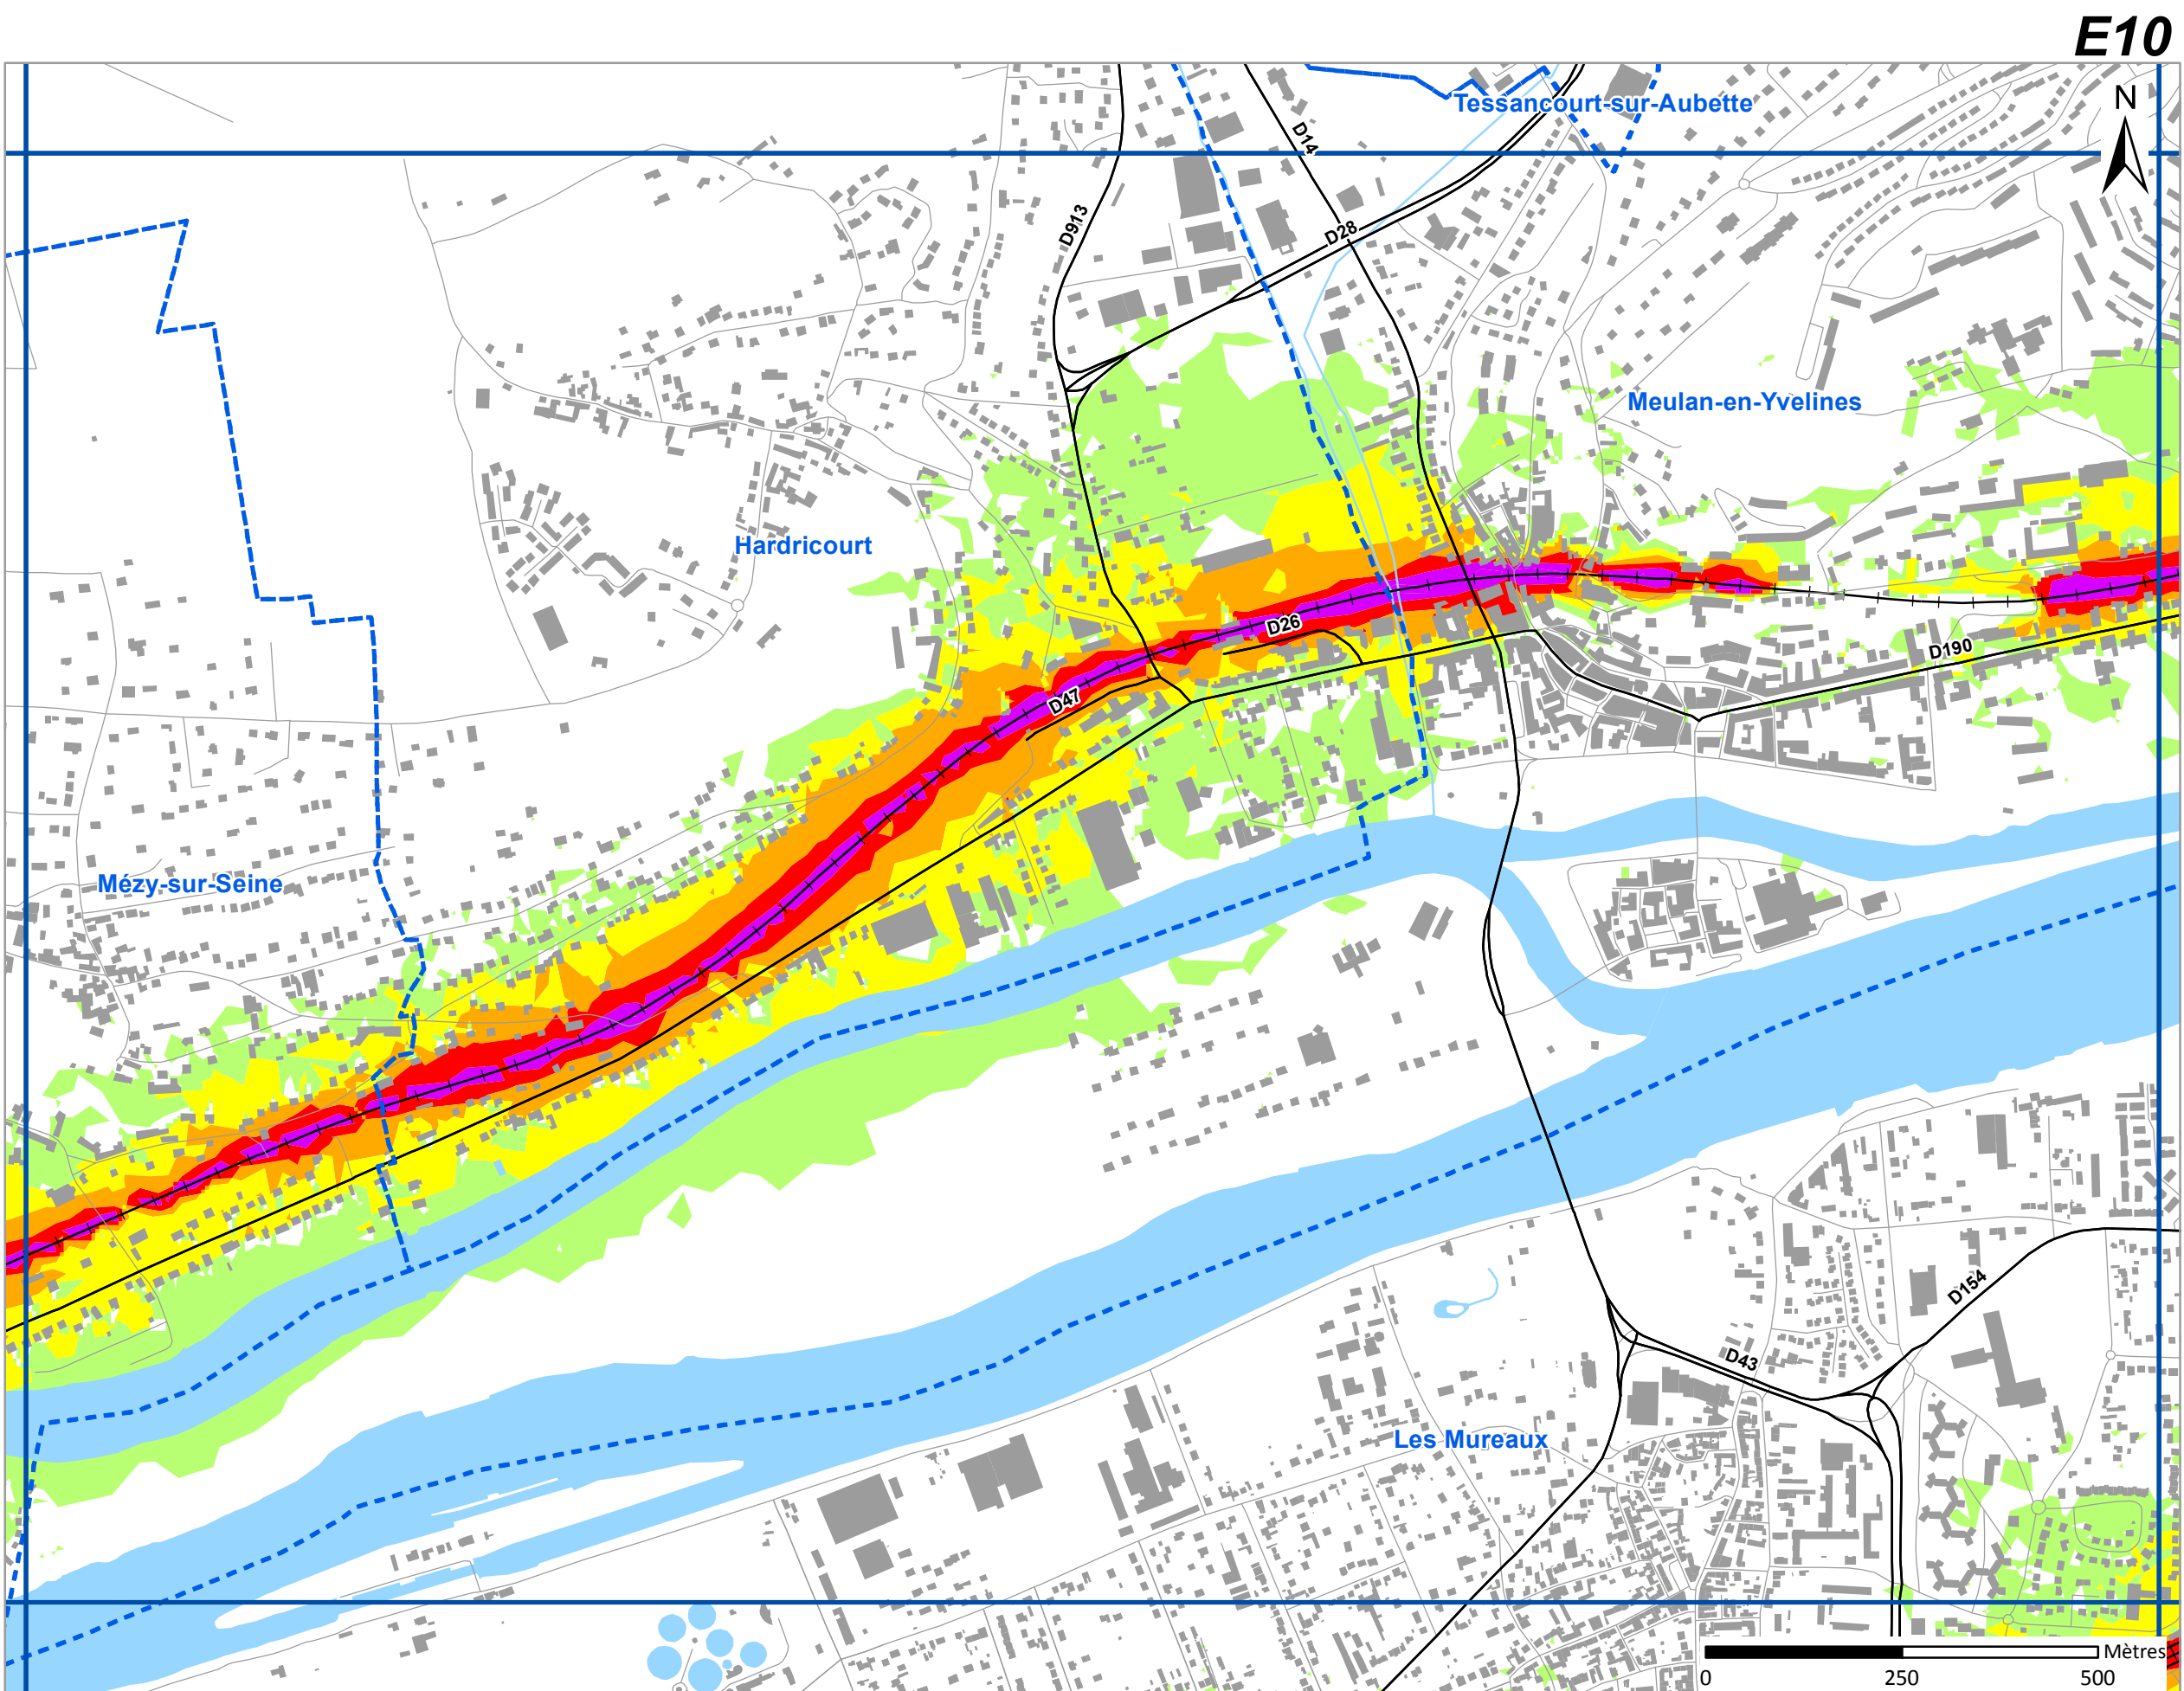 E10
Tessancourt-sur-Aubette
N
D14
D913
D28
Meulan-en-Yvelines
Hardricourt
D26
D190
D47
Mézy-sur-Seine
D154
D43
Les Mureaux
Mètres
0 250 500